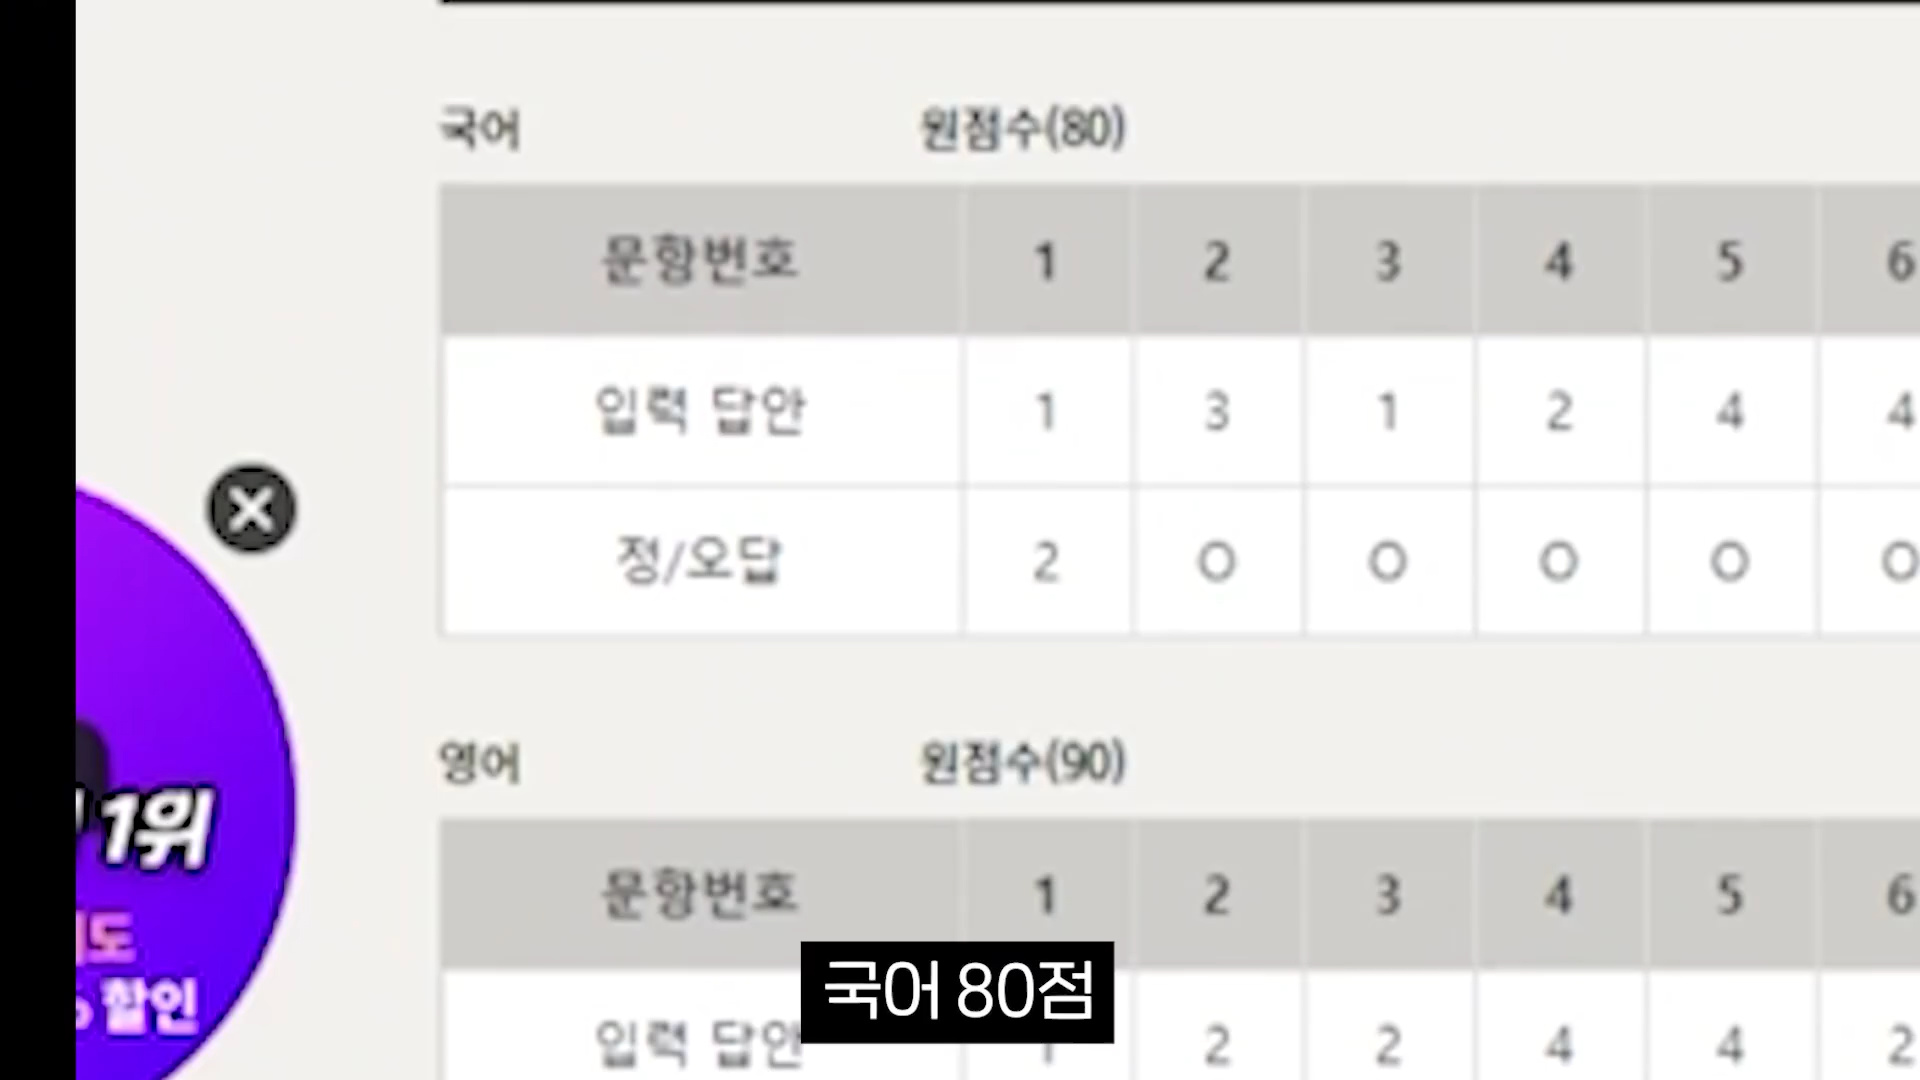 국어 원점수(80)
문항번호 1 2 3 4 5 6
입력 답안 1 3 1 2 4 4
정/오답 2 O O O O O
영어 원점수(90)
문항번호 1 2 3 4 5 6
입력 답안 1 2 2 4 4 2
1위
도
할인
국어 80점